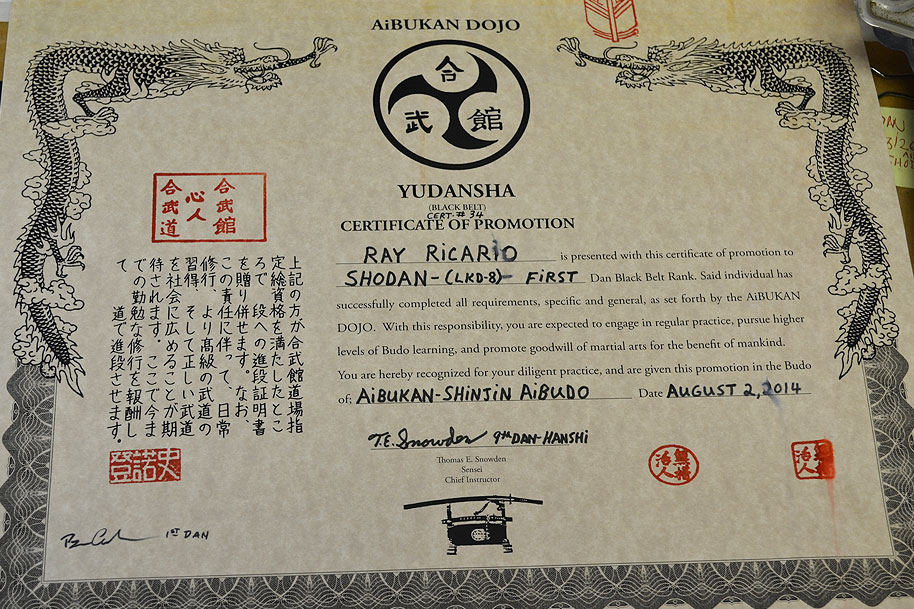 AiBUKAN DOJO
合
武 館
YUDANSHA
(BLACK BELT)
CERT. # 34
CERTIFICATE OF PROMOTION
合武館
心人
合武道
RAY RiCARiO is presented with this certificate of promotion to
SHODAN-(LKD-8)- FiRST Dan Black Belt Rank. Said individual has
successfully completed all requirements, specific and general, as set forth by the AiBUKAN
DOJO. With this responsibility, you are expected to engage in regular practice, pursue higher
levels of Budo learning, and promote goodwill of martial arts for the benefit of mankind.
You are hereby recognized for your diligent practice, and are given this promotion in the Budo
of; AiBUKAN-SHiNJiN AiBUDO Date AUGUST 2, 2014
上記の方が合武館道場指
定総資格を満たしたとこ
ろで、段への進段証明書
を贈り併せます。なお、
この責任に伴って、日常
修行、より高級の武道の
習得、そして正しい武道
を社会に広めることが期
待されます。ここで今ま
での勤勉な修行を報酬し
て 道で進段させます。
史諾登
T.E. Snowden 9TH DAN-HANSHi
Thomas E. Snowden
Sensei
Chief Instructor
1ST DAN